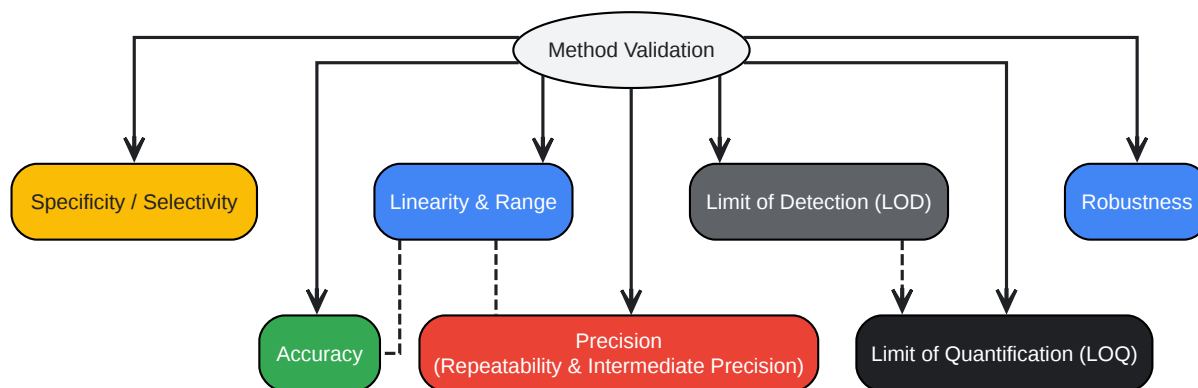 Method Validation
Specificity / Selectivity
Linearity & Range
Limit of Detection (LOD)
Robustness
Accuracy
Precision
(Repeatability & Intermediate Precision)
Limit of Quantification (LOQ)